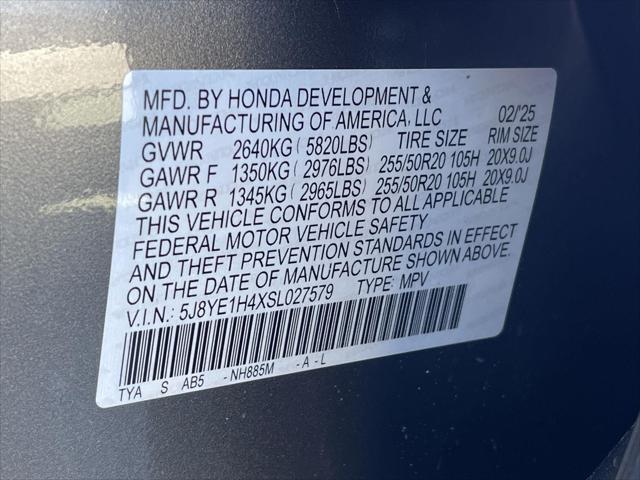 MFD. BY HONDA DEVELOPMENT &
MANUFACTURING OF AMERICA, LLC 02/'25
GVWR 2640KG ( 5820LBS) TIRE SIZE RIM SIZE
GAWR F 1350KG ( 2976LBS) 255/50R20 105H 20X9.0J
GAWR R 1345KG ( 2965LBS) 255/50R20 105H 20X9.0J
THIS VEHICLE CONFORMS TO ALL APPLICABLE
FEDERAL MOTOR VEHICLE SAFETY
AND THEFT PREVENTION STANDARDS IN EFFECT
ON THE DATE OF MANUFACTURE SHOWN ABOVE.
V.I.N.: 5J8YE1H4XSL027579 TYPE: MPV
TYA S AB5 -NH885M -A -L